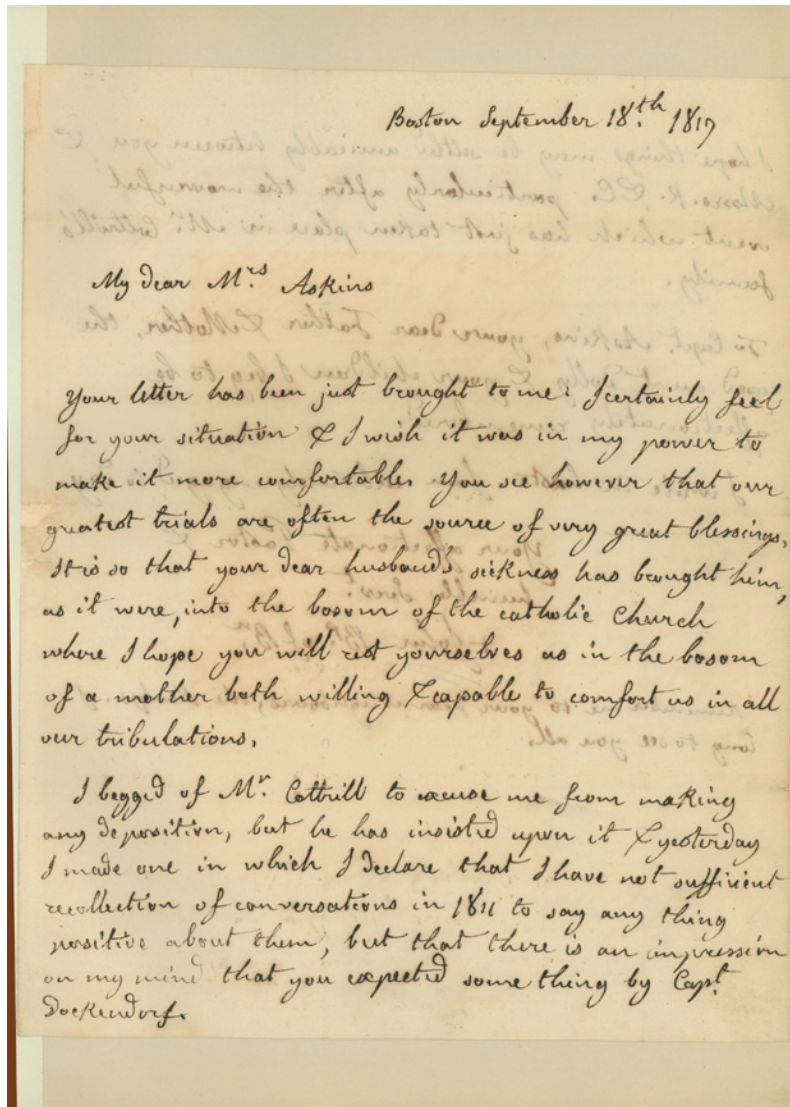 Boston September 18.th 1817
My dear M.rs Askins
Your letter has been just brought to me: I certainly feel
for your situation & I wish it was in my power to
make it more comfortable. You see however that our
greatest trials are often the source of very great blessings.
It is so that your dear husband's sickness has brought him,
as it were, into the bosom of the catholic Church
where I hope you will rest yourselves as in the bosom
of a mother both willing & capable to comfort us in all
our tribulations.
I begged of Mr. Cottrill to excuse me from making
any deposition, but he has insisted upon it & yesterday
I made one in which I declare that I have not sufficient
recollection of conversations in 1811 to say any thing
positive about them, but that there is an impression
on my mind that you expected some thing by Capt.
Dockendorf.